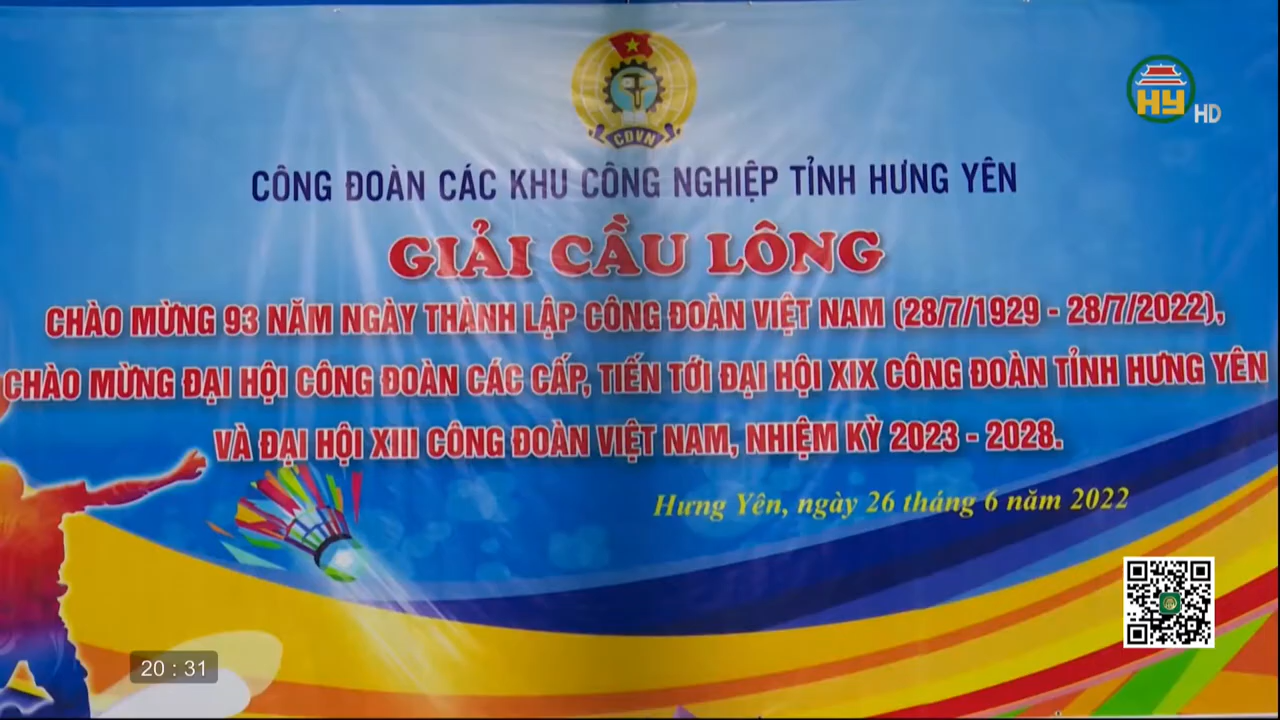 CĐVN
HY HD
CÔNG ĐOÀN CÁC KHU CÔNG NGHIỆP TỈNH HƯNG YÊN
GIẢI CẦU LÔNG
CHÀO MỪNG 93 NĂM NGÀY THÀNH LẬP CÔNG ĐOÀN VIỆT NAM (28/7/1929 - 28/7/2022),
CHÀO MỪNG ĐẠI HỘI CÔNG ĐOÀN CÁC CẤP, TIẾN TỚI ĐẠI HỘI XIX CÔNG ĐOÀN TỈNH HƯNG YÊN
VÀ ĐẠI HỘI XIII CÔNG ĐOÀN VIỆT NAM, NHIỆM KỲ 2023 - 2028.
Hưng Yên, ngày 26 tháng 6 năm 2022
20 : 31